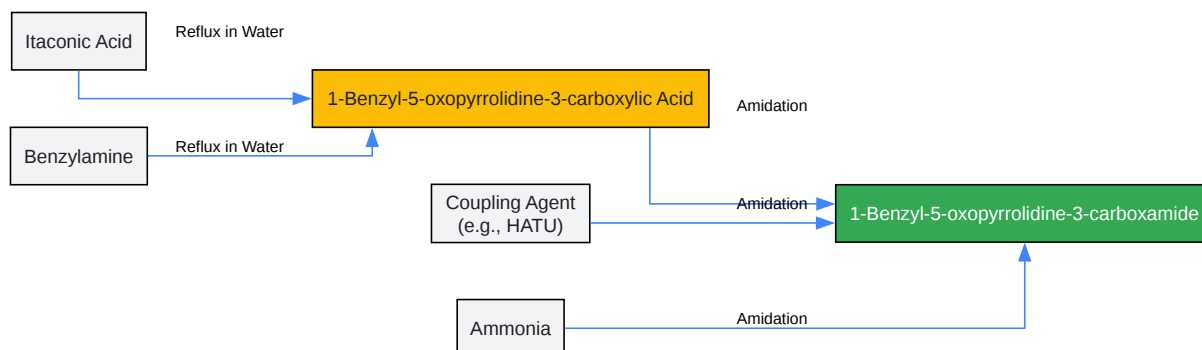 Itaconic Acid
Reflux in Water
1-Benzyl-5-oxopyrrolidine-3-carboxylic Acid
Amidation
Benzylamine
Reflux in Water
Coupling Agent
(e.g., HATU)
Amidation
1-Benzyl-5-oxopyrrolidine-3-carboxamide
Ammonia
Amidation